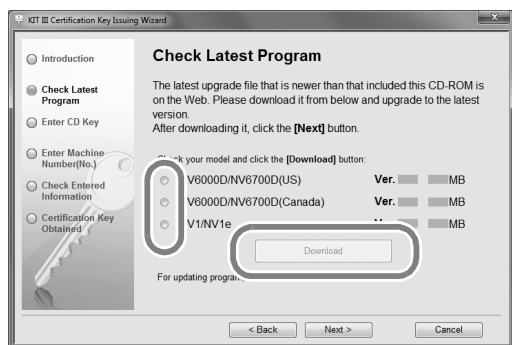 KIT III Certification Key Issuing Wizard
Introduction
Check Latest
Program
Enter CD Key
Enter Machine
Number(No.)
Check Entered
Information
Certification Key
Obtained
Check Latest Program
The latest upgrade file that is newer than that included this CD-ROM is
on the Web. Please download it from below and upgrade to the latest
version.
After downloading it, click the [Next] button.
your model and click the [Download] button:
V6000D/NV6700D(US) Ver. MB
V6000D/NV6700D(Canada) Ver. MB
V1/NV1e MB
Download
For updating program,
< Back Next > Cancel